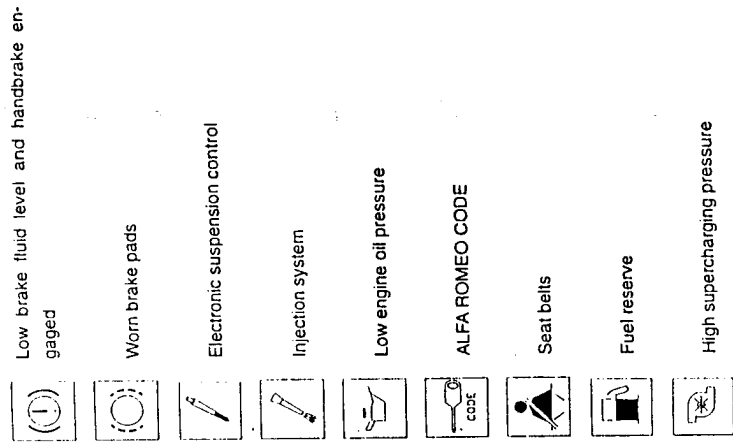 Low brake fluid level and handbrake en-
gaged
Worn brake pads
Electronic suspension control
Injection system
Low engine oil pressure
CODE
ALFA ROMEO CODE
Seat belts
Fuel reserve
High supercharging pressure